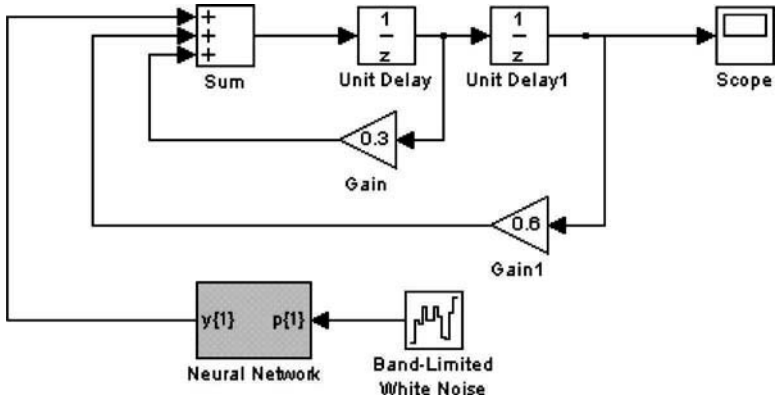 +
+
+
Sum
1
z
Unit Delay
1
z
Unit Delay1
Scope
0.3
Gain
0.6
Gain1
y{1} p{1}
Neural Network
Band-Limited
White Noise